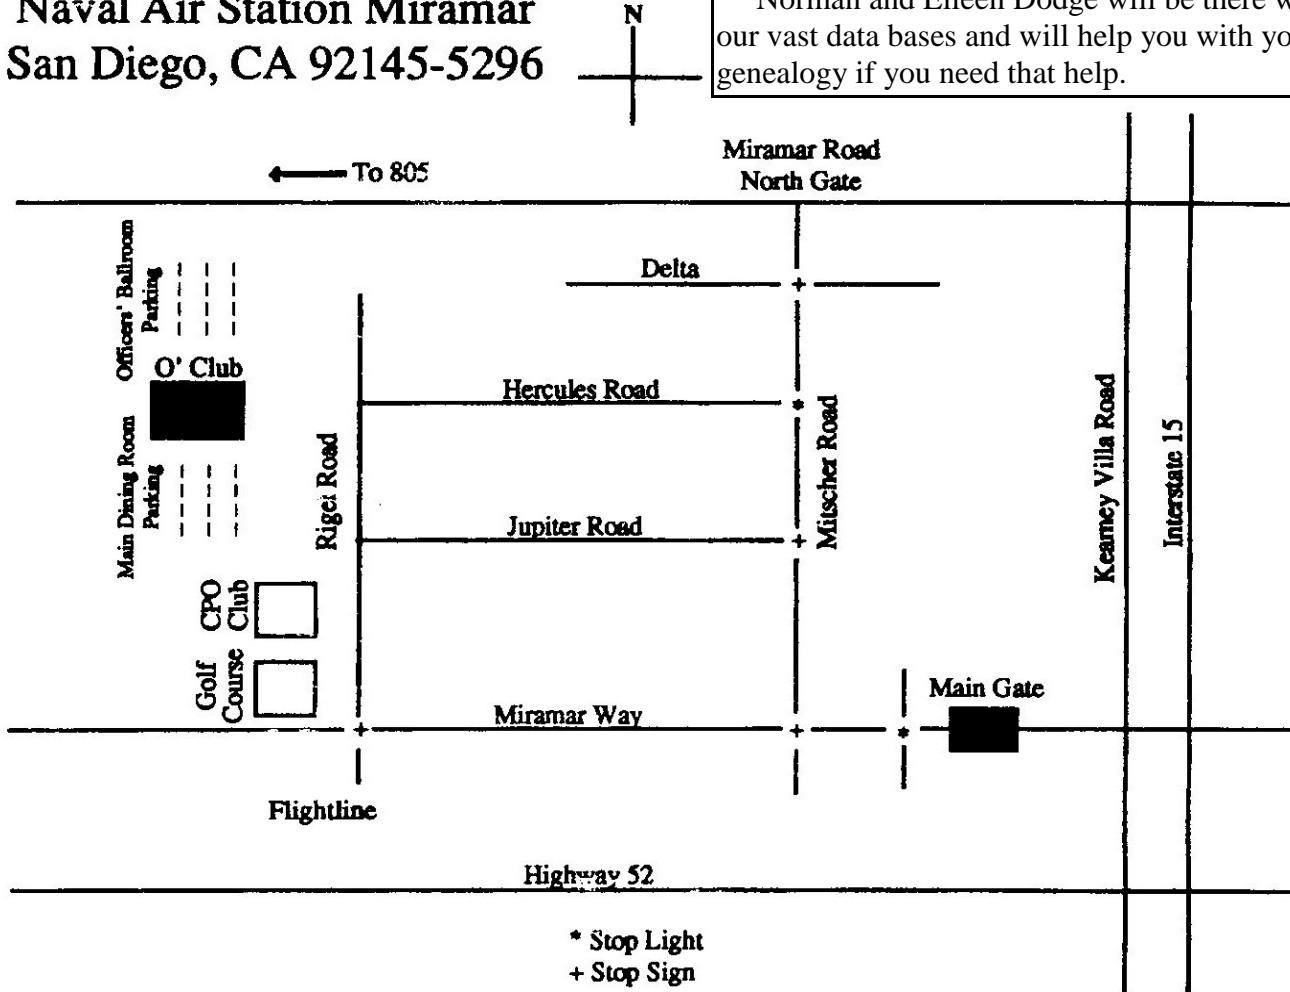 Naval Air Station Miramar
San Diego, CA 92145-5296
N
Norman and Eileen Dodge will be there
our vast data bases and will help you with
genealogy if you need that help.
To 805
Miramar Road
North Gate
Officers' Ballroom
Parking
O' Club
Main Dining Room
Parking
Delta
Hercules Road
Rigel Road
Jupiter Road
Mitscher Road
Kearney Villa Road
Interstate 15
CPO
Club
Golf
Course
Miramar Way
Main Gate
Flightline
Highway 52
* Stop Light
+ Stop Sign